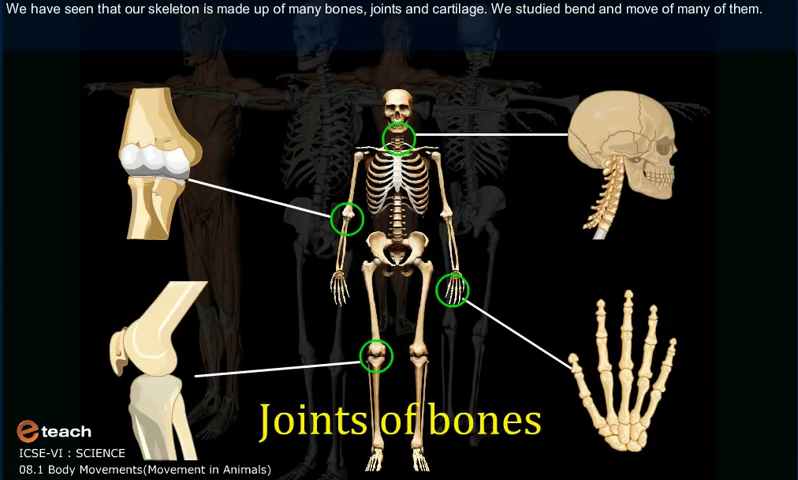 We have seen that our skeleton is made up of many bones, joints and cartilage. We studied bend and move of many of them.
Joints of bones
e teach
ICSE-VI : SCIENCE
08.1 Body Movements(Movement in Animals)